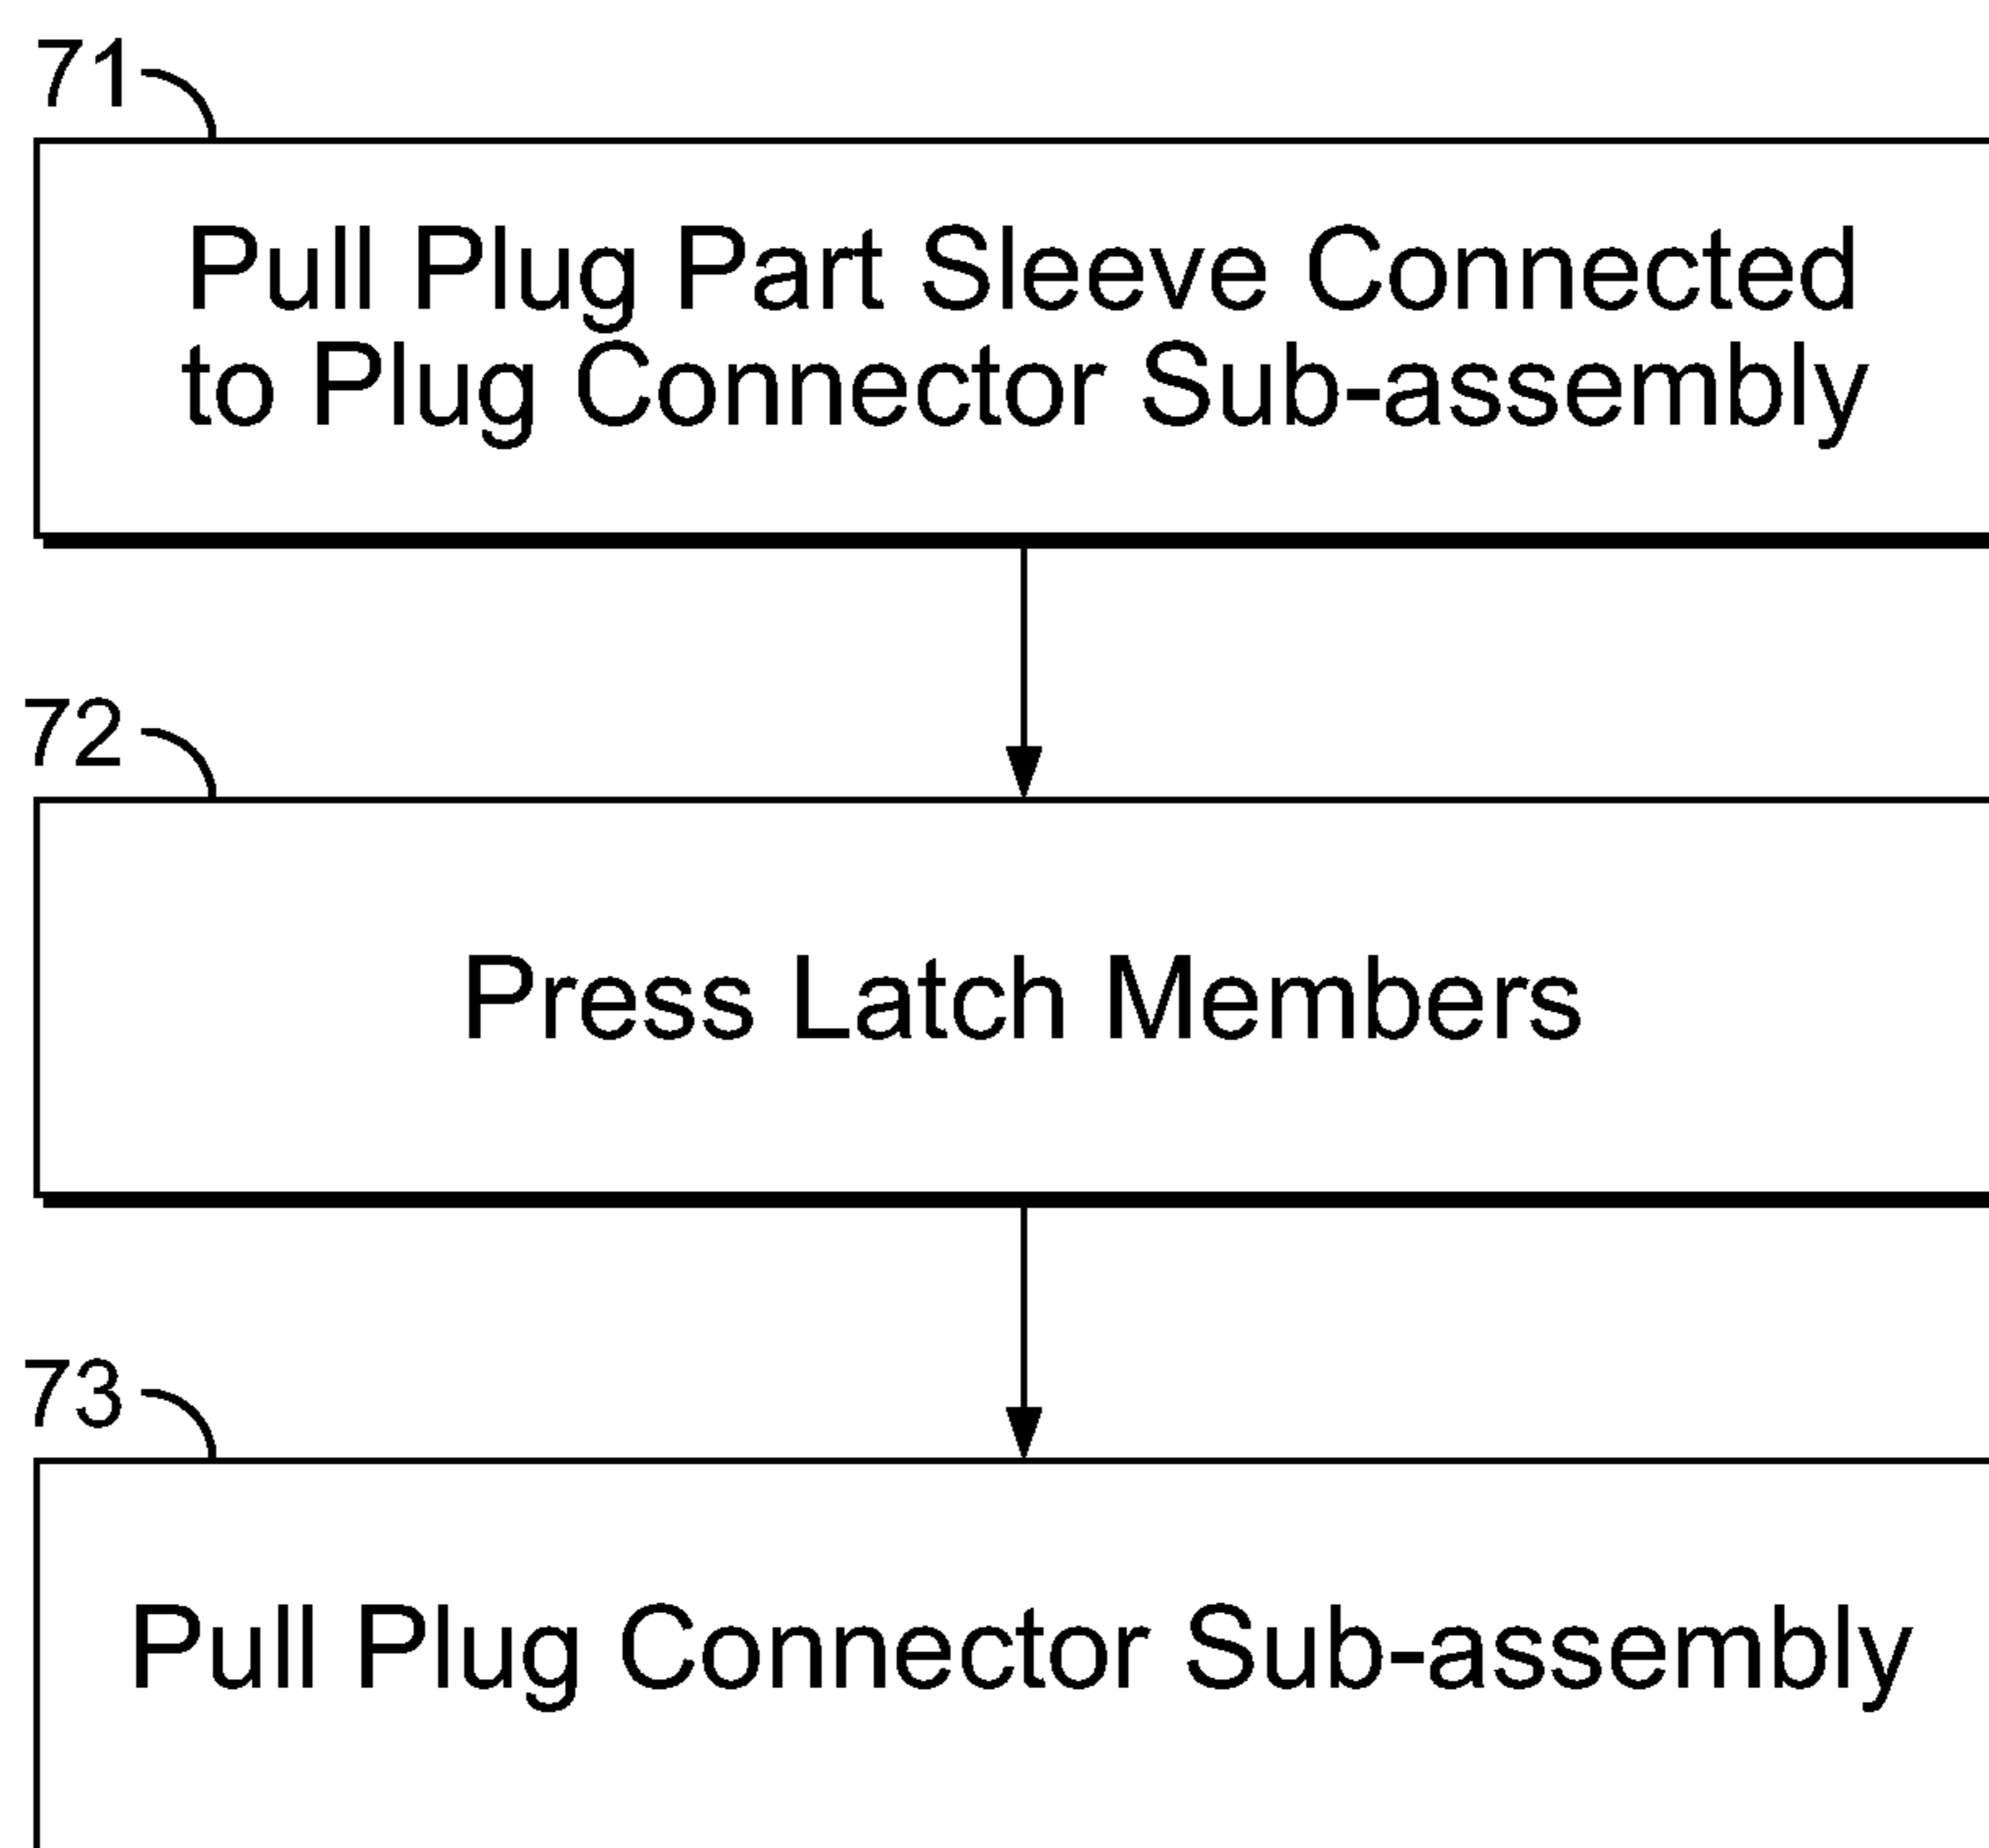 71
Pull Plug Part Sleeve Connected
to Plug Connector Sub-assembly
72
Press Latch Members
73
Pull Plug Connector Sub-assembly